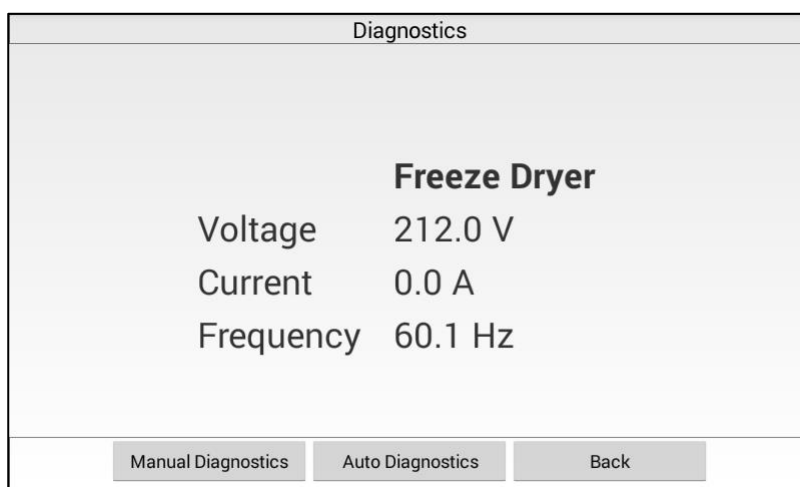 Diagnostics
Freeze Dryer
Voltage 212.0 V
Current 0.0 A
Frequency 60.1 Hz
Manual Diagnostics Auto Diagnostics Back